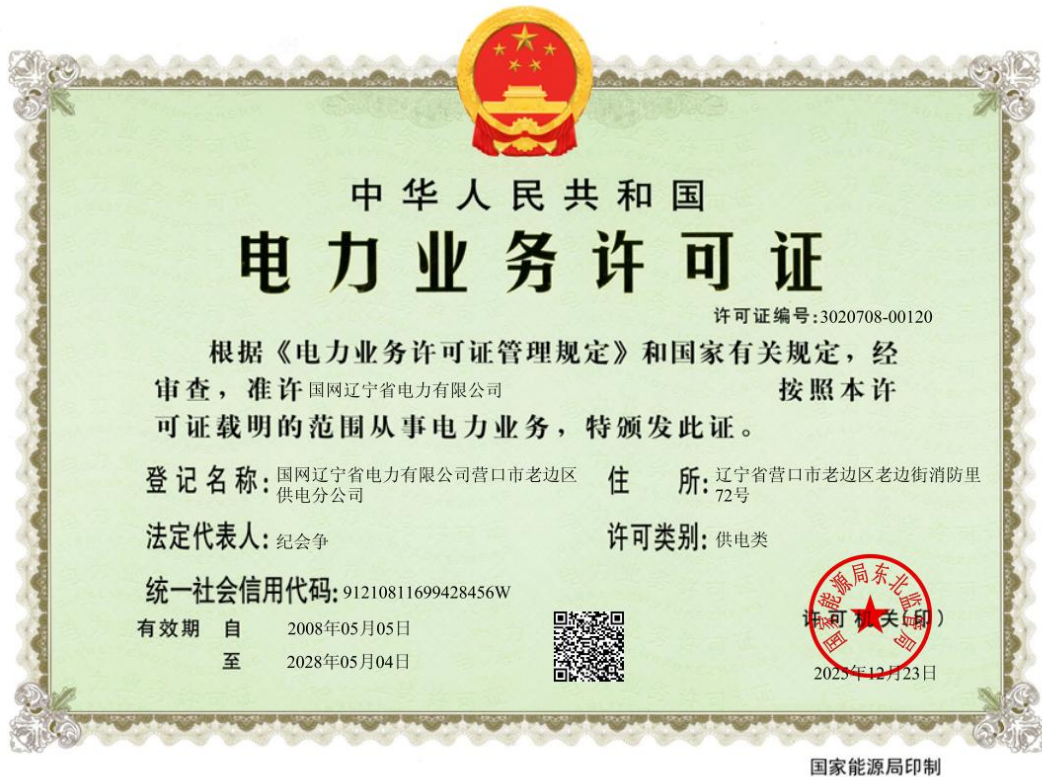 中华人民共和国
电力业务许可证
许可证编号:3020708-00120
根据《电力业务许可证管理规定》和国家有关规定，经
审查，准许 国网辽宁省电力有限公司 按照本许
可证载明的范围从事电力业务，特颁发此证。
登记名称: 国网辽宁省电力有限公司营口市老边区
供电分公司
住 所: 辽宁省营口市老边区老边街消防里
72号
法定代表人: 纪会争
许可类别: 供电类
统一社会信用代码: 91210811699428456W
有效期 自 2008年05月05日
至 2028年05月04日
国家能源局东北监管局
许可机关(印)
2025年12月23日
国家能源局印制